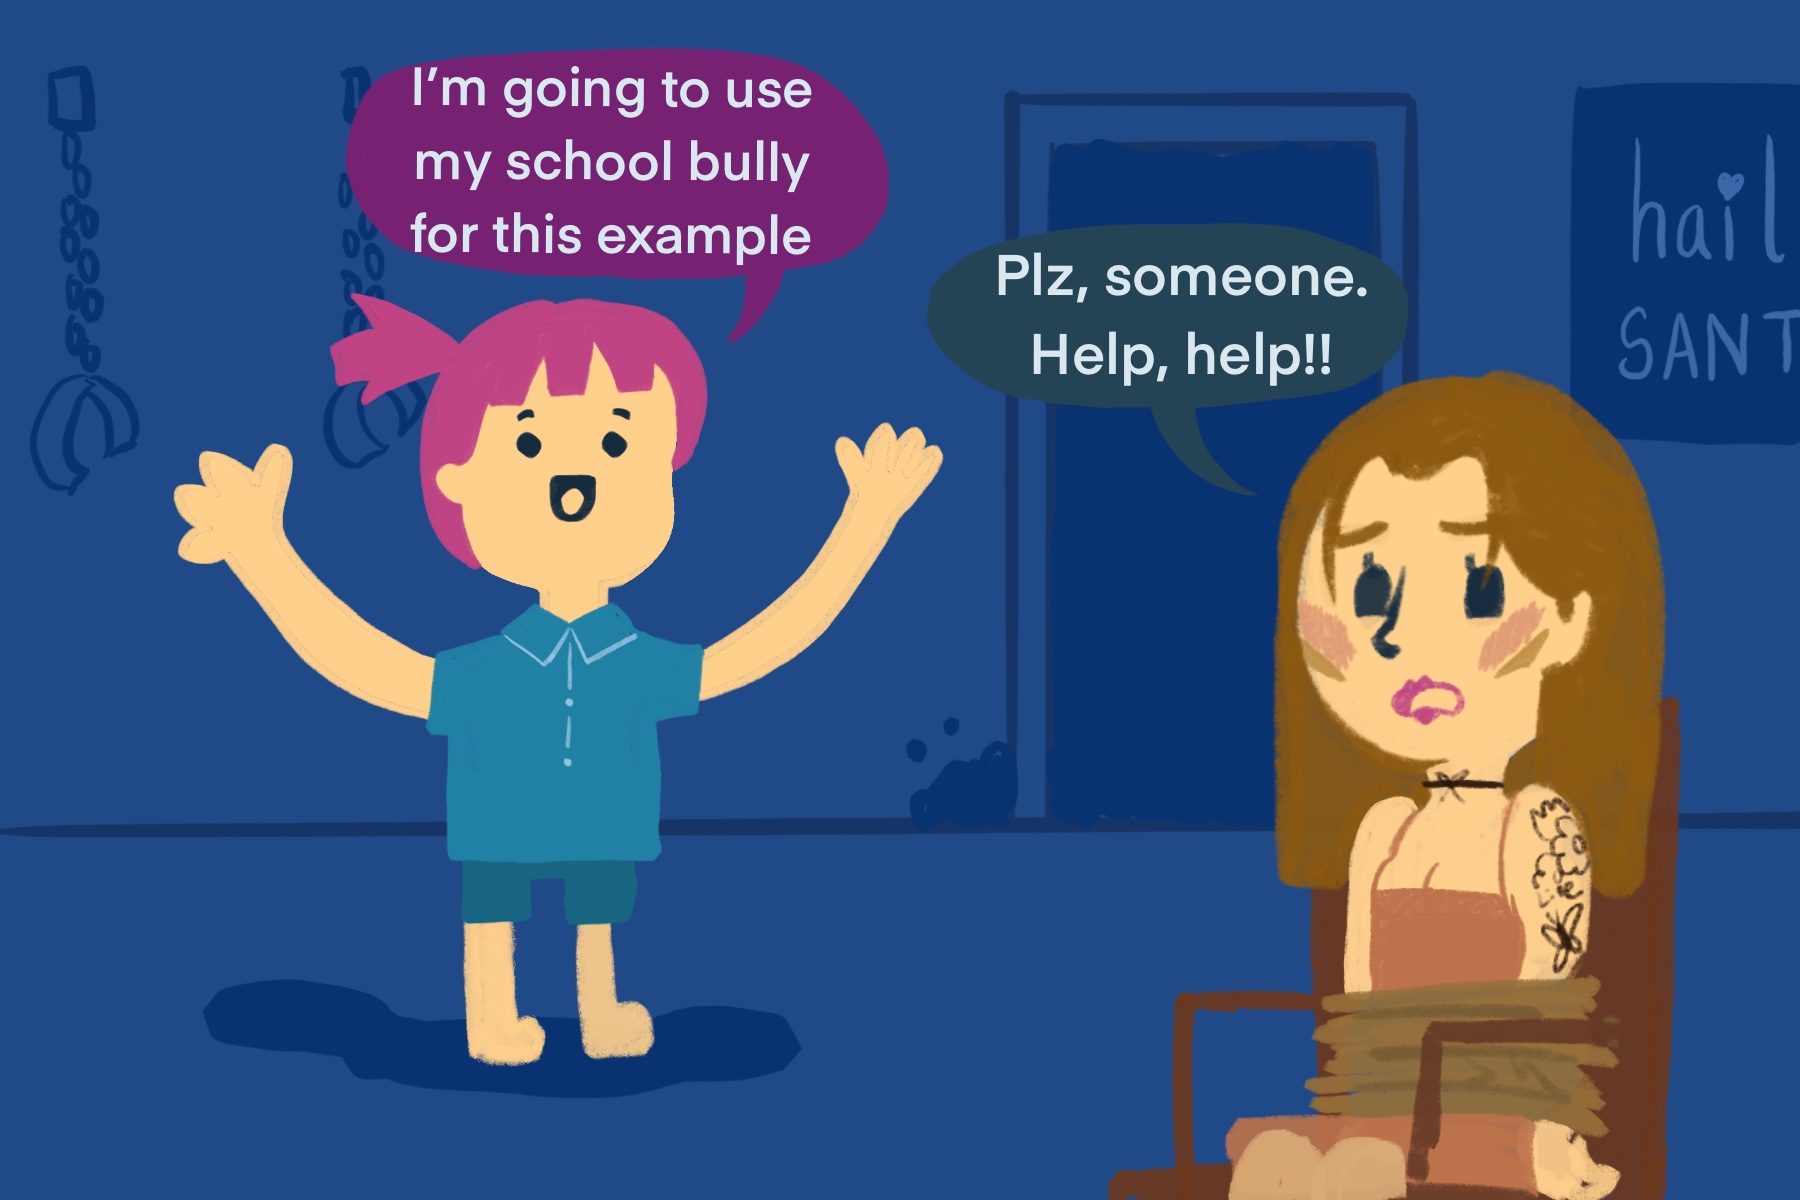 I'm going to use
my school bully
for this example
Plz, someone.
Help, help!!
hail
SANT